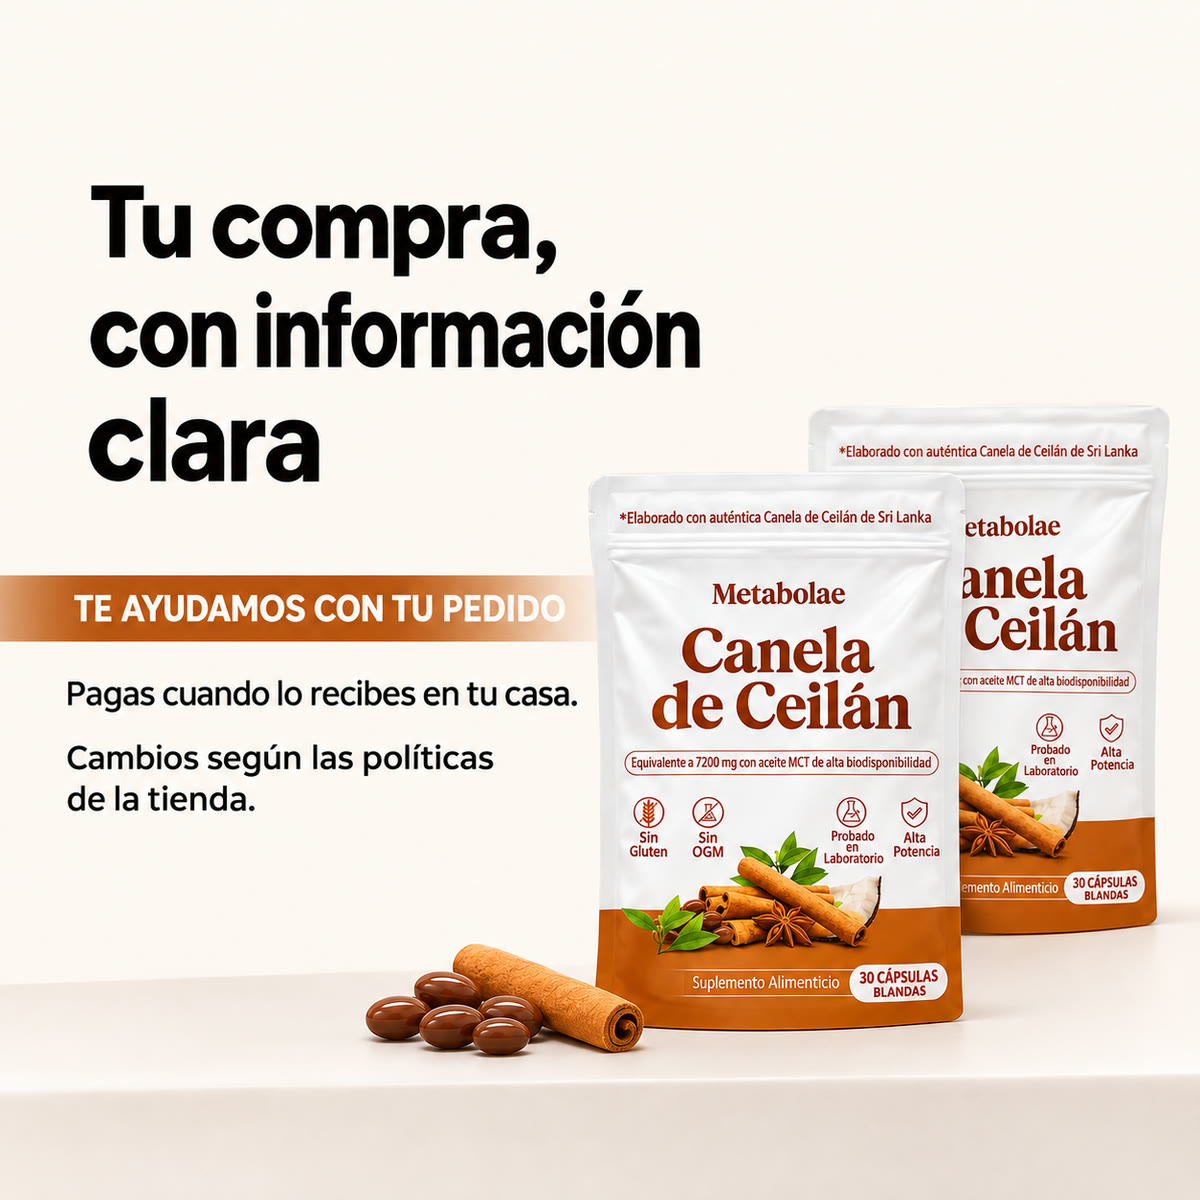 Tu compra,
con información
clara
TE AYUDAMOS CON TU PEDIDO
Pagas cuando lo recibes en tu casa.
Cambios según las políticas
de la tienda.
*Elaborado con auténtica Canela de Ceilán de Sri Lanka
Metabolae
Canela
de Ceilán
Equivalente a 7200 mg con aceite MCT de alta biodisponibilidad
Sin
Gluten
Sin
OGM
Probado
en
Laboratorio
Alta
Potencia
Suplemento Alimenticio
30 CÁPSULAS
BLANDAS
*Elaborado con auténtica Canela de Ceilán de Sri Lanka
etabolae
anela
Ceilán
con aceite MCT de alta biodisponibilidad
Probado
en
Laboratorio
Alta
Potencia
emento Alimenticio
30 CÁPSULAS
BLANDAS